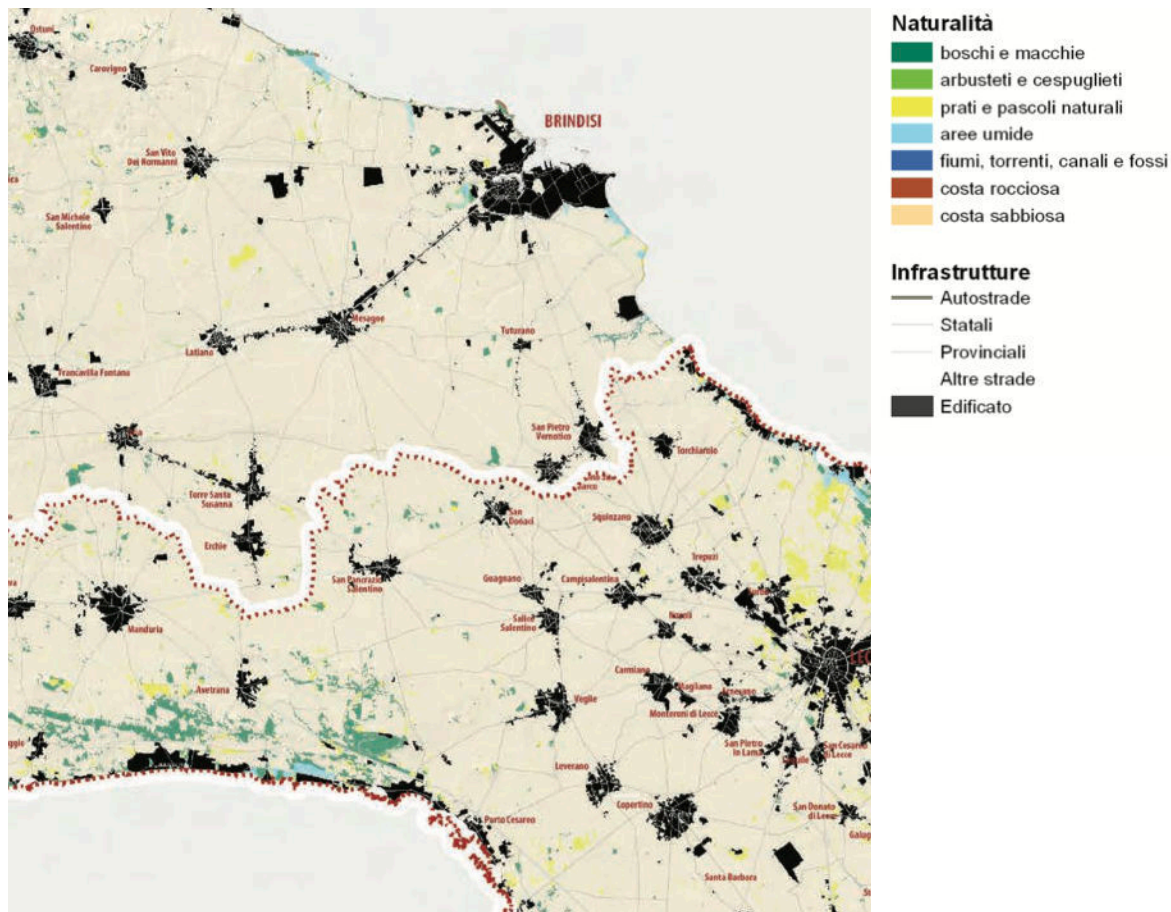 Ostuni
Carovigno
BRINDISI
San Vito
Dei Normanni
San Michele
Salentino
Mesagne
Latiano
Tuturano
Francavilla Fontana
San Pietro
Vernotico
Torchiarolo
Torre Santa
Susanna
San
Donaci
Squinzano
Erchie
San Pancrazio
Salentino
Guagnano
Campisalentina
Trepuzi
Manduria
Salice
Salentino
Novoli
Carmiano
Magliano
Arnesano
Monteroni di Lecce
Avetrana
Veglie
San Pietro
in Lama
San Cesario
di Lecce
Leverano
Copertino
San Donato
di Lecce
Porto Cesareo
Santa Barbara
Naturalità
boschi e macchie
arbusteti e cespuglieti
prati e pascoli naturali
aree umide
fiumi, torrenti, canali e fossi
costa rocciosa
costa sabbiosa
Infrastrutture
Autostrade
Statali
Provinciali
Altre strade
Edificato